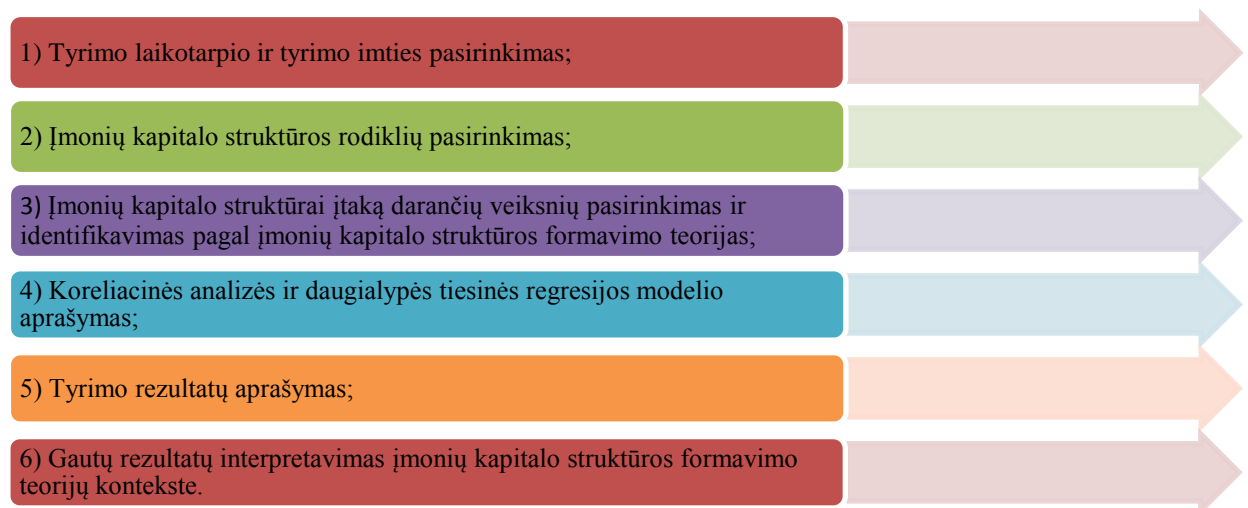 1) Tyrimo laikotarpio ir tyrimo imties pasirinkimas;
2) Įmonių kapitalo struktūros rodiklių pasirinkimas;
3) Įmonių kapitalo struktūrai įtaką darančių veiksnių pasirinkimas ir
identifikavimas pagal įmonių kapitalo struktūros formavimo teorijas;
4) Koreliacinės analizės ir daugialypės tiesinės regresijos modelio
aprašymas;
5) Tyrimo rezultatų aprašymas;
6) Gautų rezultatų interpretavimas įmonių kapitalo struktūros formavimo
teorijų kontekste.